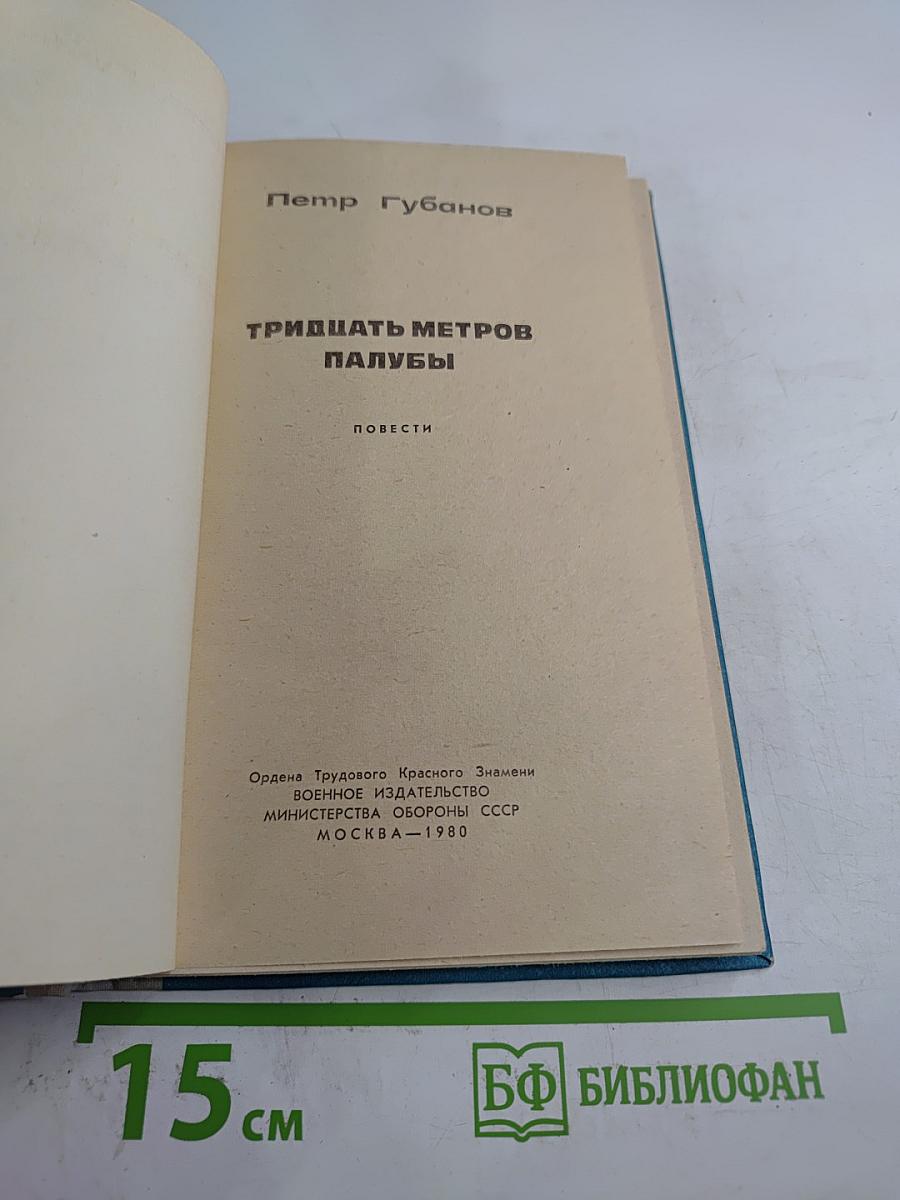 Петр Губанов
ТРИДЦАТЬ МЕТРОВ
ПАЛУБЫ
ПОВЕСТИ
Ордена Трудового Красного Знамени
ВОЕННОЕ ИЗДАТЕЛЬСТВО
МИНИСТЕРСТВА ОБОРОНЫ СССР
МОСКВА—1980
15 см
БФ БИБЛИОФАН